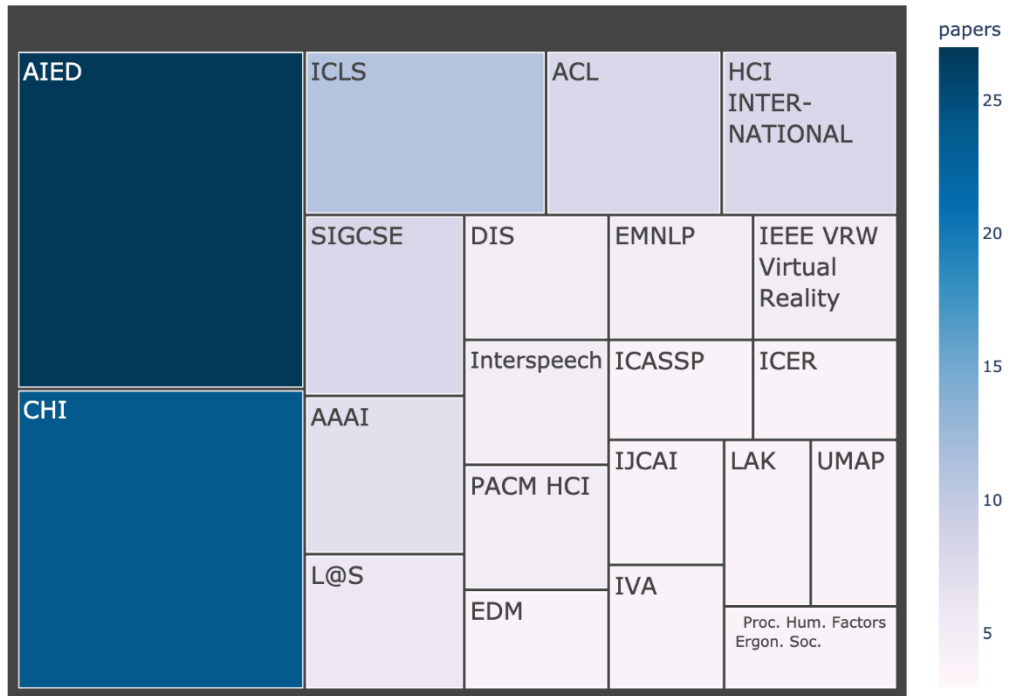 AIED
ICLS
ACL
HCI
INTER-
NATIONAL
papers
25
20
15
10
5
SIGCSE
DIS
EMNLP
IEEE VRW
Virtual
Reality
Interspeech
ICASSP
ICER
CHI
AAAI
PACM HCI
IJCAI
LAK
UMAP
L@S
EDM
IVA
Proc. Hum. Factors
Ergon. Soc.